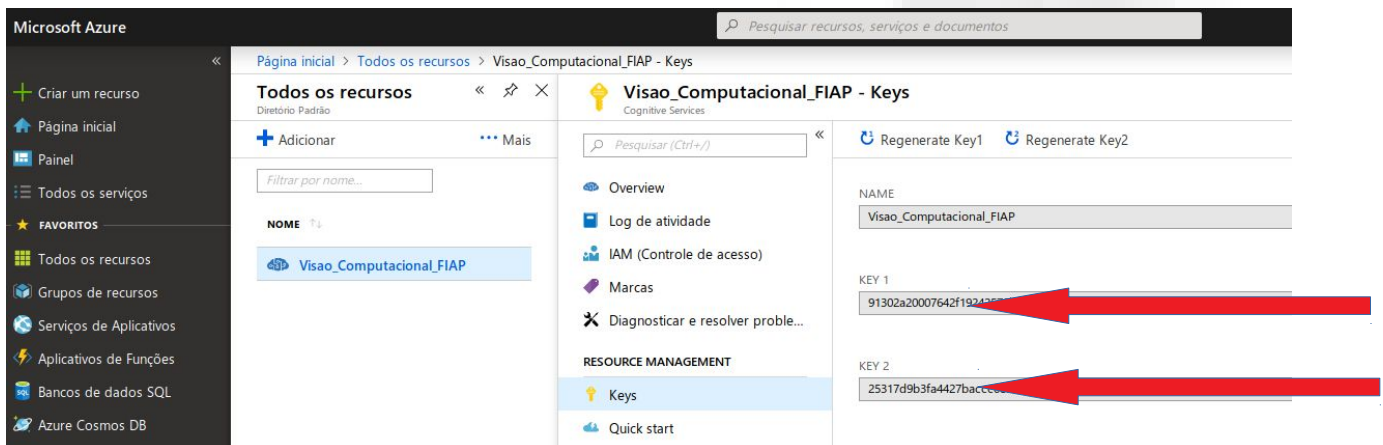 Microsoft Azure
Pesquisar recursos, serviços e documentos
Criar um recurso
Página inicial
Painel
Todos os serviços
FAVORITOS
Todos os recursos
Grupos de recursos
Serviços de Aplicativos
Aplicativos de Funções
Bancos de dados SQL
Azure Cosmos DB
Página inicial > Todos os recursos > Visao_Computacional_FIAP - Keys
Todos os recursos
Diretório Padrão
Adicionar
Mais
Filtrar por nome...
NOME
Visao_Computacional_FIAP
Visao_Computacional_FIAP - Keys
Cognitive Services
Pesquisar (Ctrl+/)
Overview
Log de atividade
IAM (Controle de acesso)
Marcas
Diagnosticar e resolver proble...
RESOURCE MANAGEMENT
Keys
Quick start
Regenerate Key1
Regenerate Key2
NAME
Visao_Computacional_FIAP
KEY 1
KEY 2